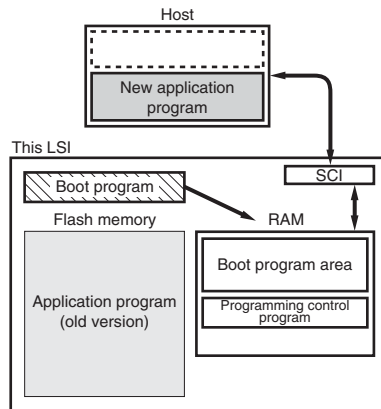 Host
New application
program
This LSI
SCI
Boot program
Flash memory
RAM
Boot program area
Application program
(old version)
Programming control
program